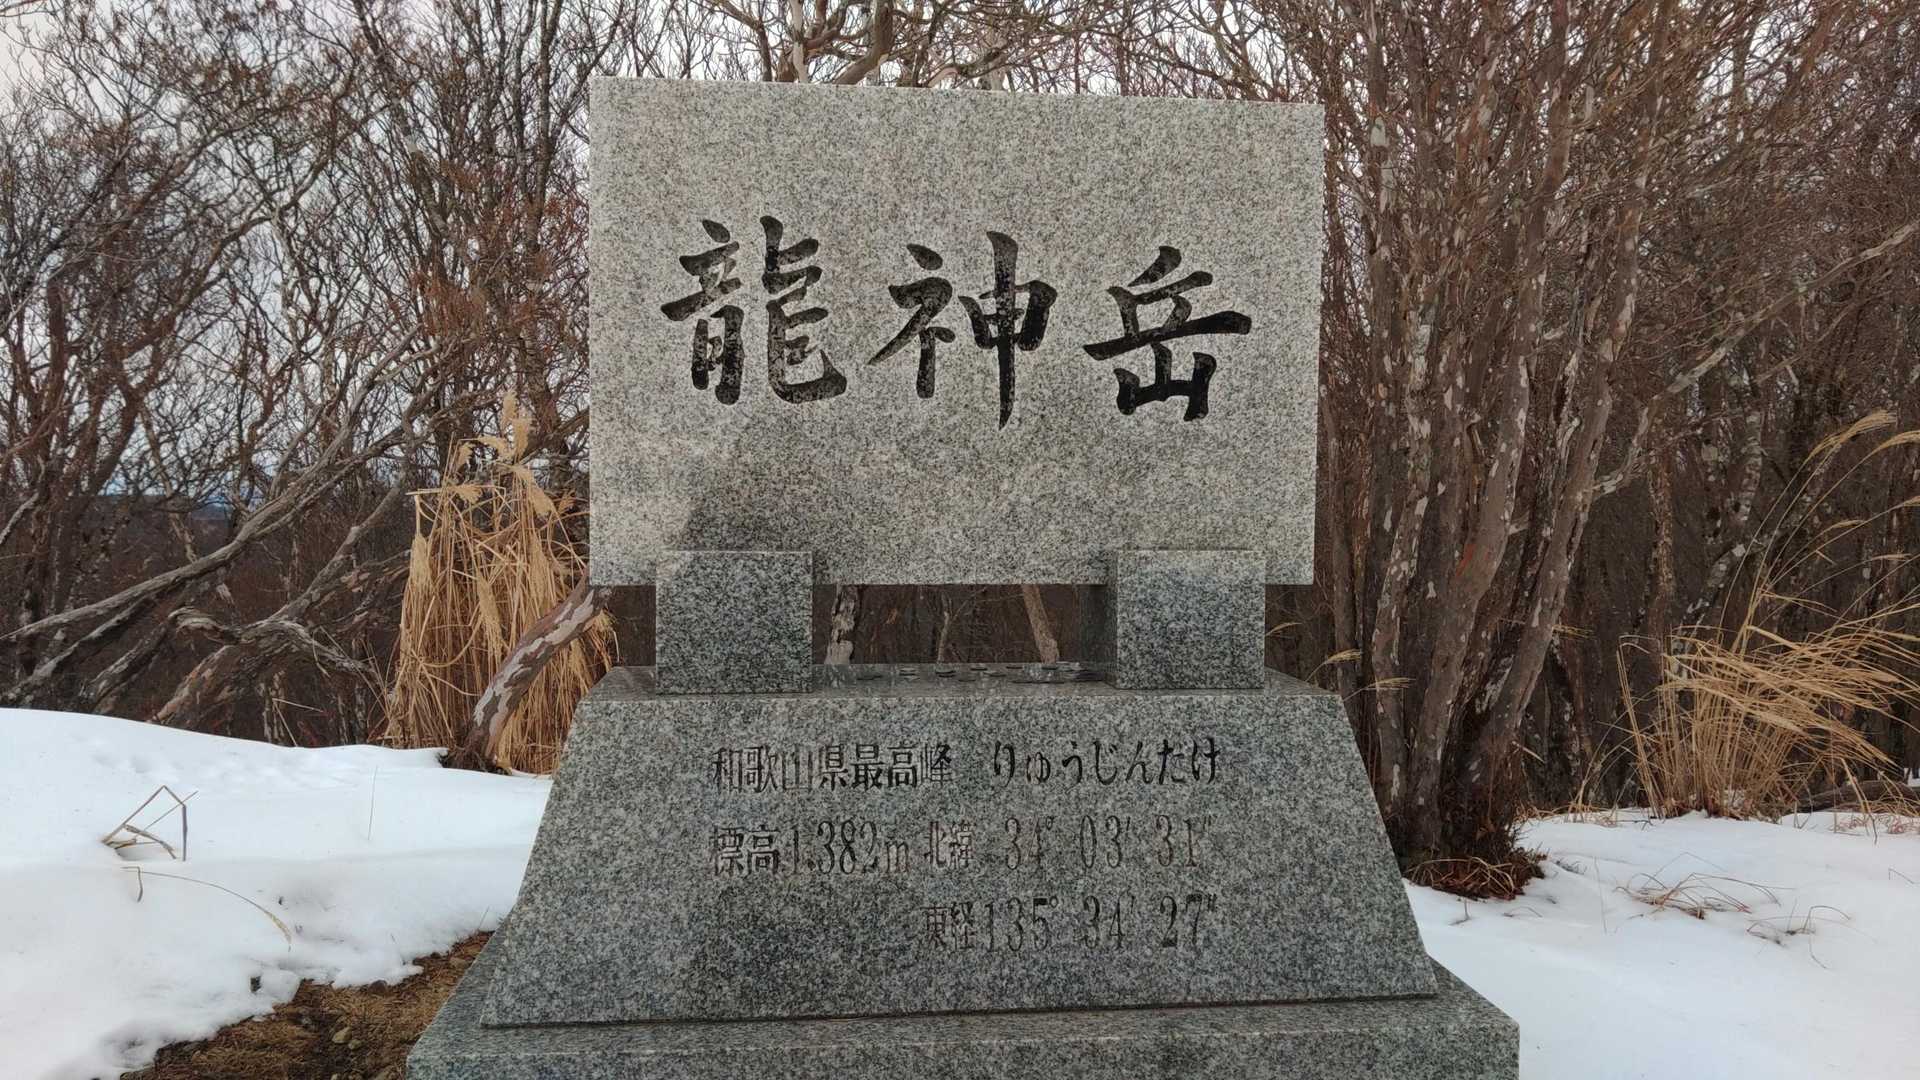 龍神岳
和歌山県最高峰 りゅうじんたけ
標高1.382m 北緯 34° 03′ 31″
東経135° 34′ 27″